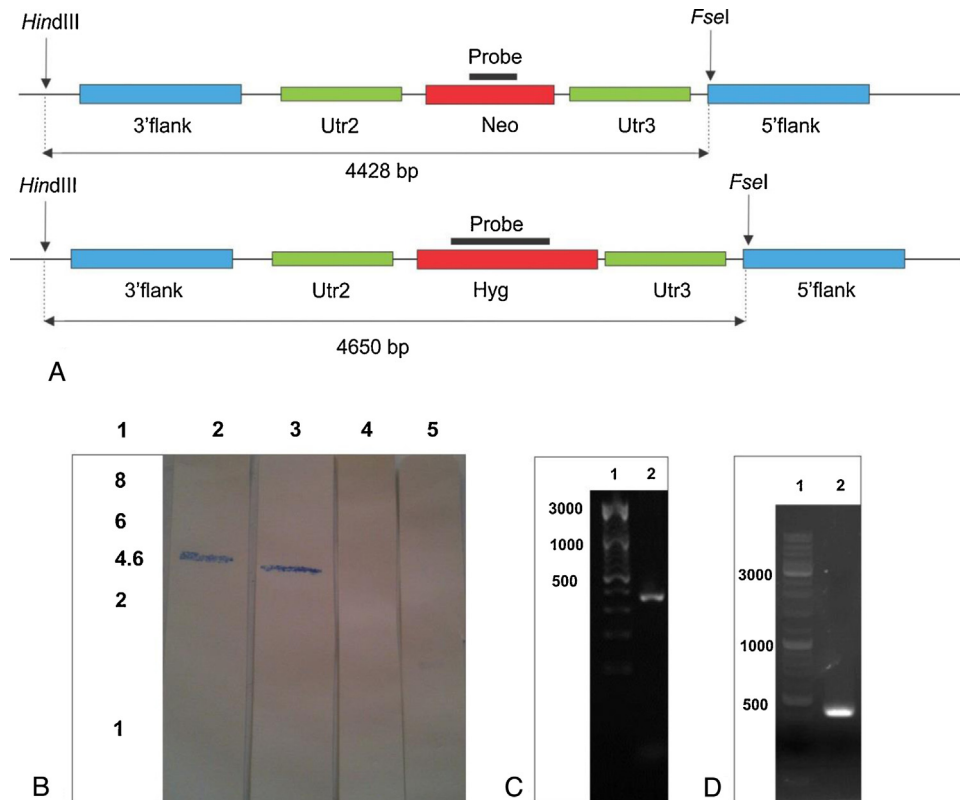 HindIII
FseI
Probe
3'flank Utr2 Neo Utr3 5'flank
4428 bp
HindIII
FseI
Probe
3'flank Utr2 Hyg Utr3 5'flank
4650 bp
A
1 2 3 4 5
8
6
4.6
2
1
B
1 2
3000
1000
500
C
1 2
3000
1000
500
D